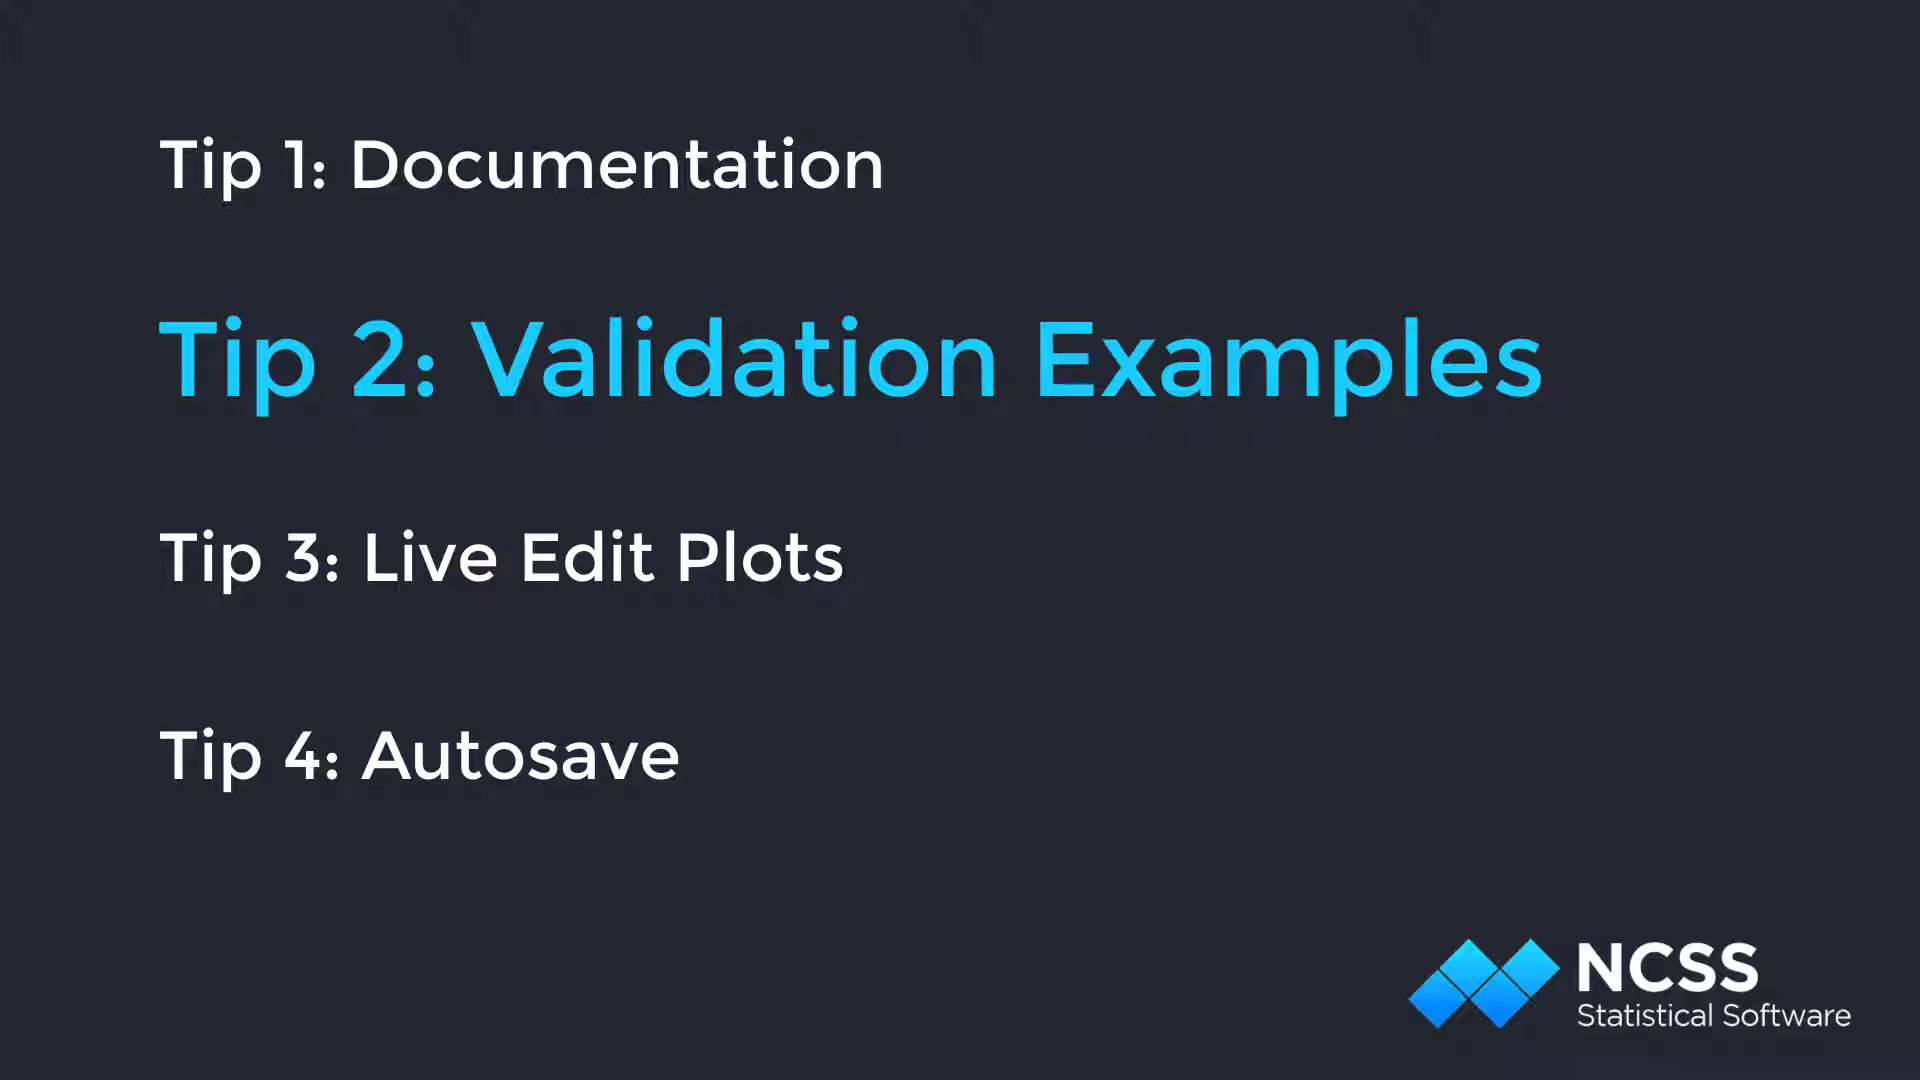 Tip 1: Documentation
Tip 2: Validation Examples
Tip 3: Live Edit Plots
Tip 4: Autosave
NCSS
Statistical Software